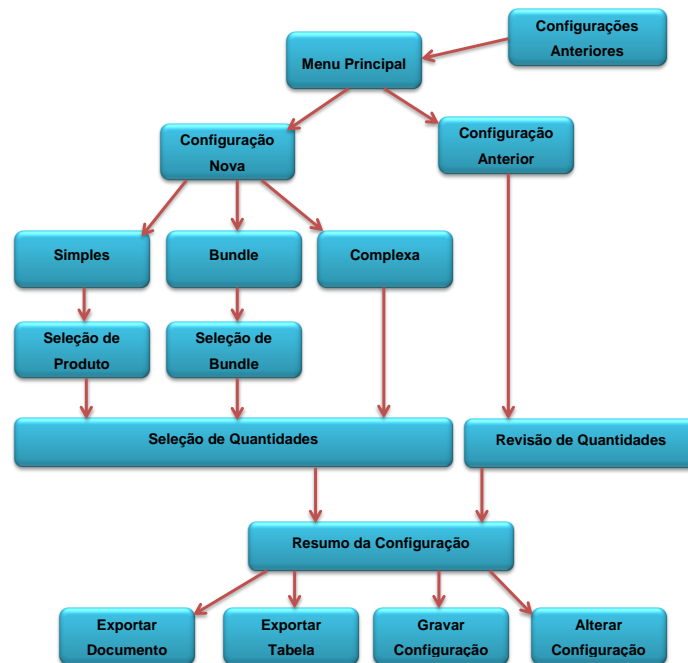 Configurações
Anteriores
Menu Principal
Configuração
Nova
Configuração
Anterior
Simples
Bundle
Complexa
Seleção de
Produto
Seleção de
Bundle
Seleção de Quantidades
Revisão de Quantidades
Resumo da Configuração
Exportar
Documento
Exportar
Tabela
Gravar
Configuração
Alterar
Configuração